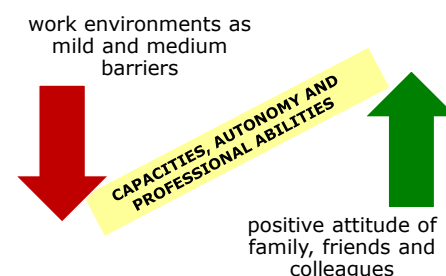 work environments as
mild and medium
barriers
CAPACITIES, AUTONOMY AND
PROFESSIONAL ABILITIES
positive attitude of
family, friends and
colleagues